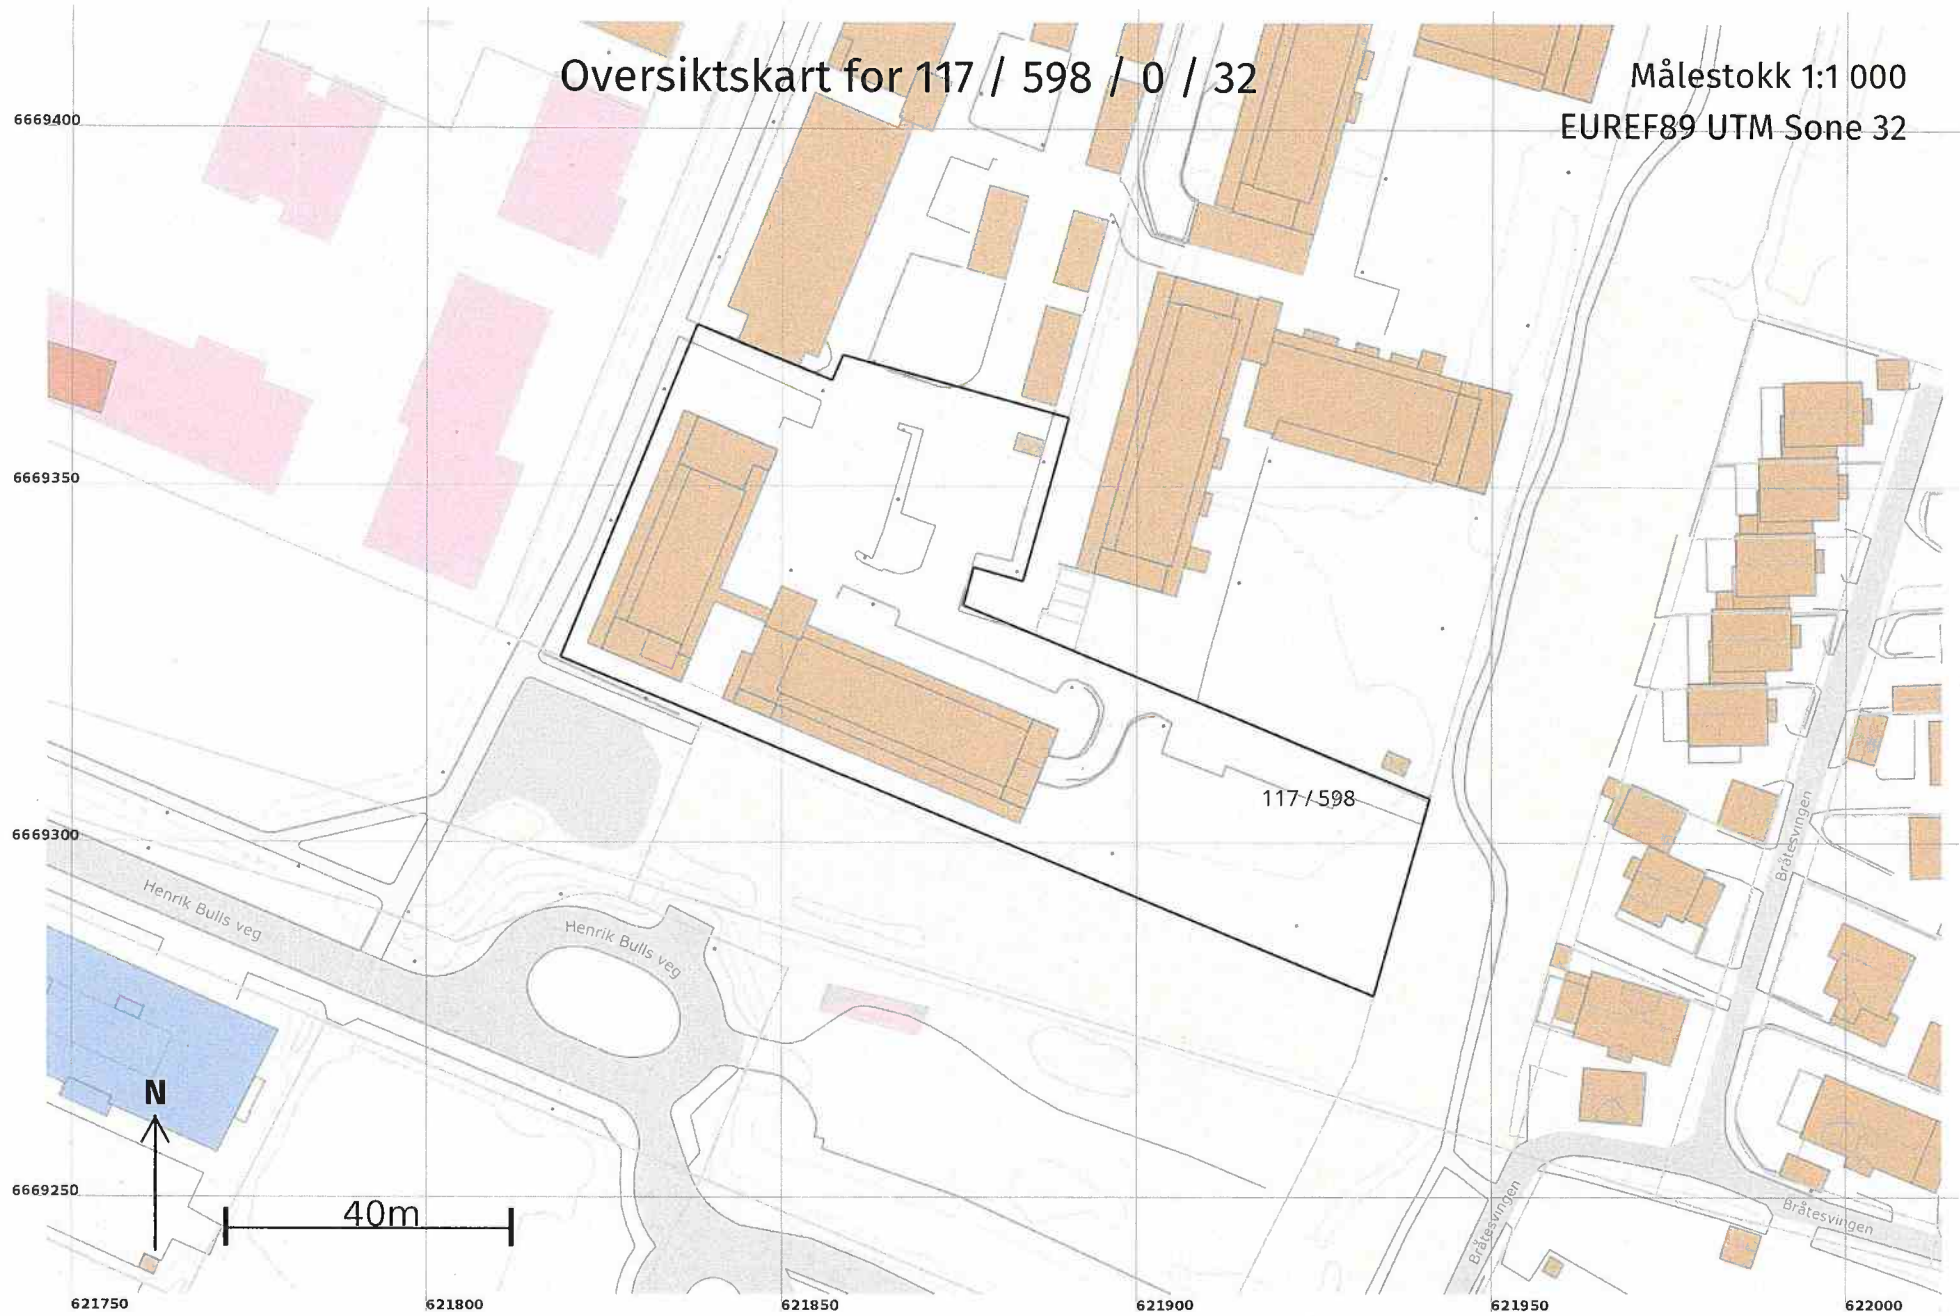 Oversiktskart for 117 / 598 / 0 / 32
Målestokk 1:1 000
EUREF89 UTM Sone 32
6669400
6669350
117 / 598
6669300
Bråtesvingen
Henrik Bulls veg
Henrik Bulls veg
N
6669250
40m
Bråtesvingen
Bråtesvingen
621750
621800
621850
621900
621950
622000